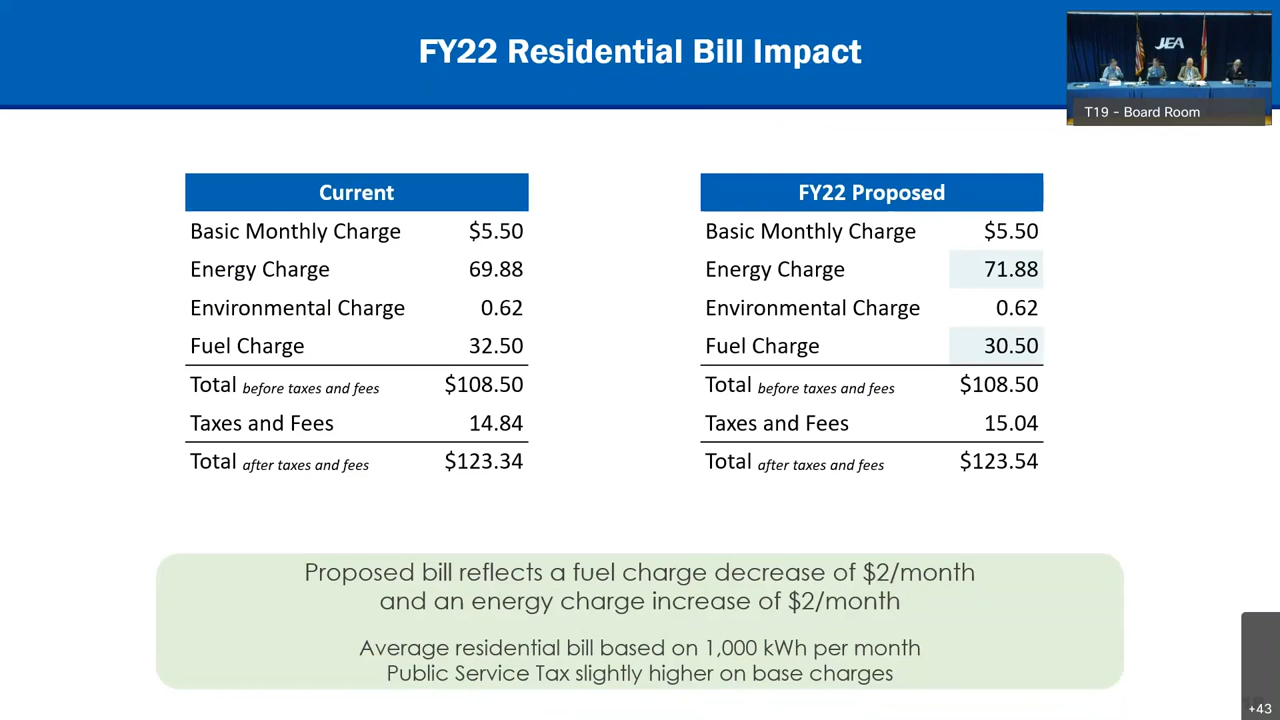 FY22 Residential Bill Impact
JEA
T19 - Board Room
Current
Basic Monthly Charge $5.50
Energy Charge 69.88
Environmental Charge 0.62
Fuel Charge 32.50
Total before taxes and fees $108.50
Taxes and Fees 14.84
Total after taxes and fees $123.34
FY22 Proposed
Basic Monthly Charge $5.50
Energy Charge 71.88
Environmental Charge 0.62
Fuel Charge 30.50
Total before taxes and fees $108.50
Taxes and Fees 15.04
Total after taxes and fees $123.54
Proposed bill reflects a fuel charge decrease of $2/month
and an energy charge increase of $2/month
Average residential bill based on 1,000 kWh per month
Public Service Tax slightly higher on base charges
+43